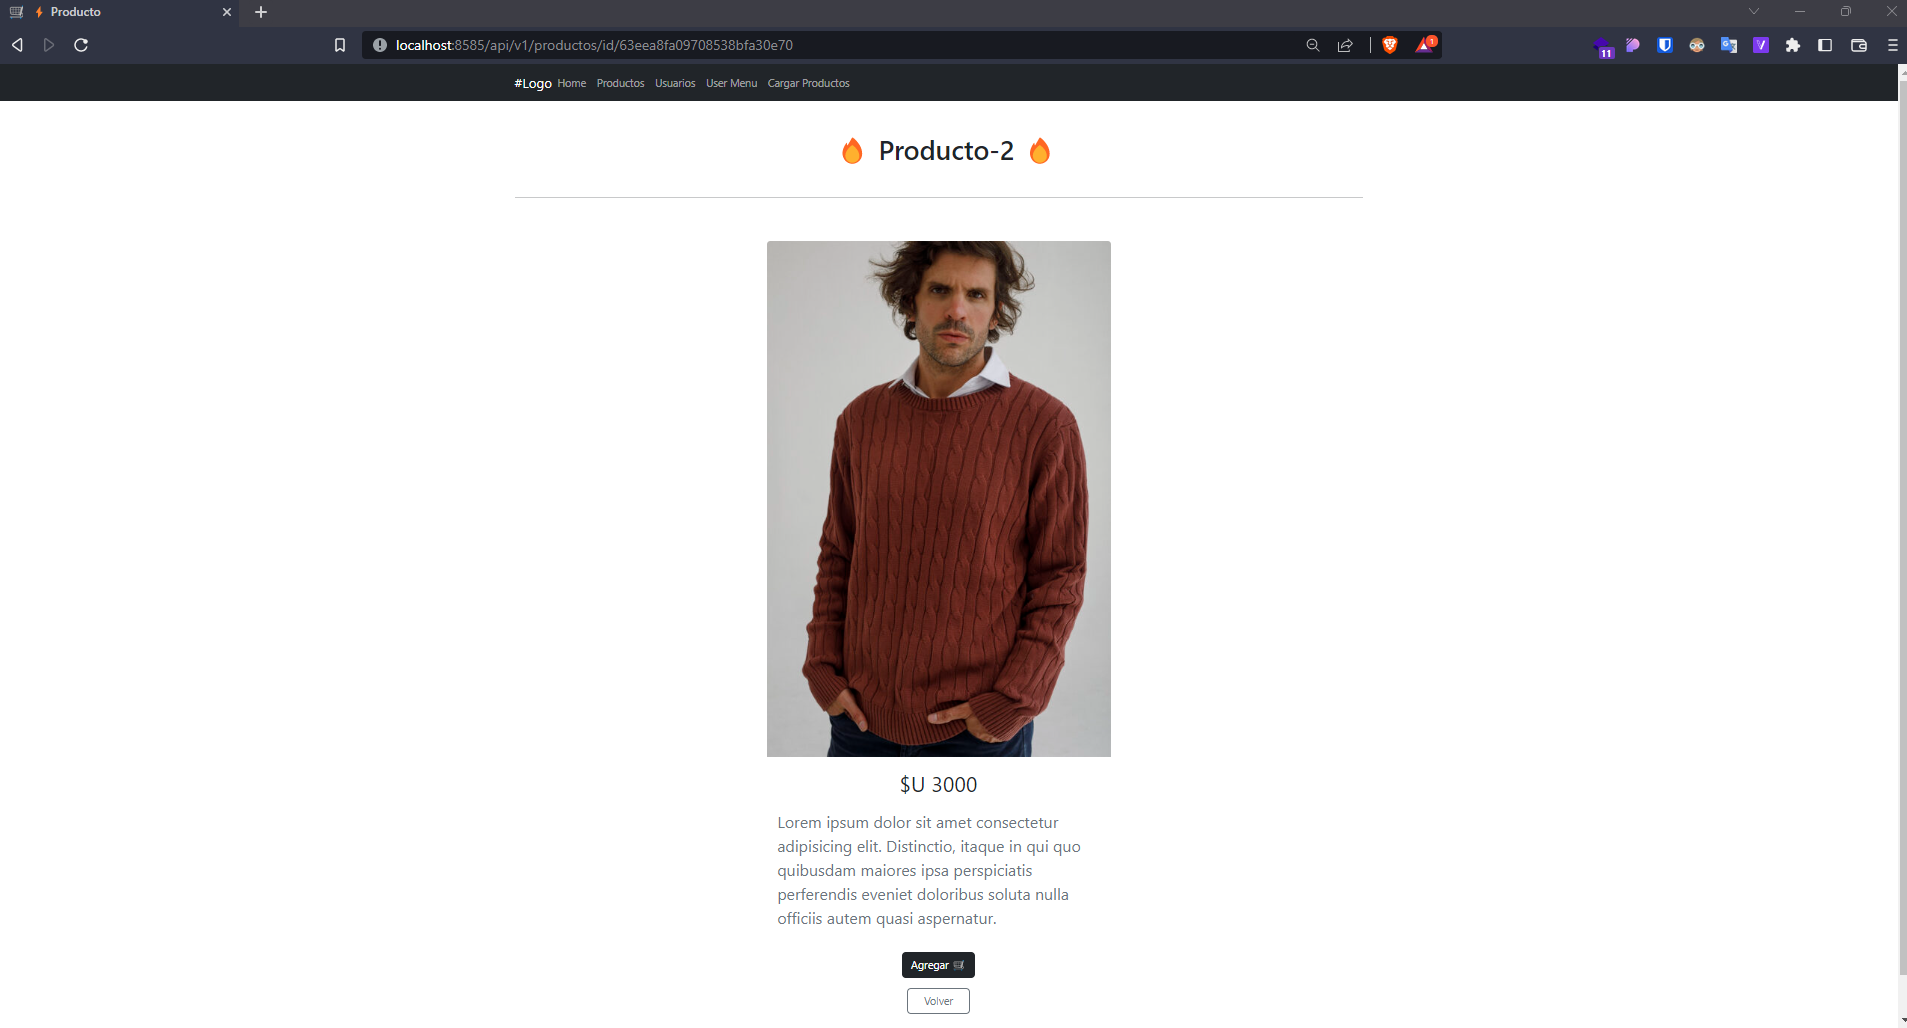 Producto
localhost:8585/api/v1/productos/id/63eea8fa09708538bfa30e70
1
11
V
#Logo Home Productos Usuarios User Menu Cargar Productos
🔥 Producto-2 🔥
$U 3000
Lorem ipsum dolor sit amet consectetur
adipisicing elit. Distinctio, itaque in qui quo
quibusdam maiores ipsa perspiciatis
perferendis eveniet doloribus soluta nulla
officiis autem quasi aspernatur.
Agregar 🛒
Volver